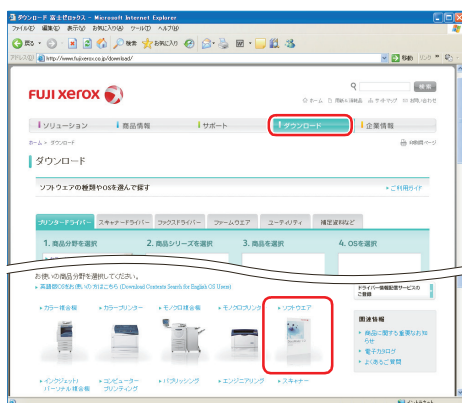 ダウンロード 富士ゼロックス - Microsoft Internet Explorer
ファイル(F) 編集(E) 表示(V) お気に入り(A) ツール(T) ヘルプ(H)
戻る 検索 お気に入り
アドレス(D) http://www.fujixerox.co.jp/download/ 移動 リンク
FUJI XEROX 検索
ホーム サイトマップ お問い合わせ
ソリューション 商品情報 サポート ダウンロード 企業情報
ホーム > ダウンロード 印刷用ページ
ダウンロード
ソフトウエアの種類やOSを選んで探す ご利用ガイド
プリンタードライバー スキャナードライバー ファクスドライバー ファームウエア ユーティリティ 補足資料など
1. 商品分野を選択 2. 商品シリーズを選択 3. 商品を選択 4. OSを選択
お使いの商品分野を選択してください。
英語版OSをお使いの方はこちら (Download Contents Search for English OS Users)
ドライバー情報配信サービスのご登録
カラー複合機 カラープリンター モノクロ複合機 モノクロプリンター ソフトウエア
関連情報
商品に関する重要なお知らせ
電子カタログ
よくあるご質問
インクジェット/パーソナル複合機 コンピュータープリンティング パブリッシング エンジニアリング スキャナー